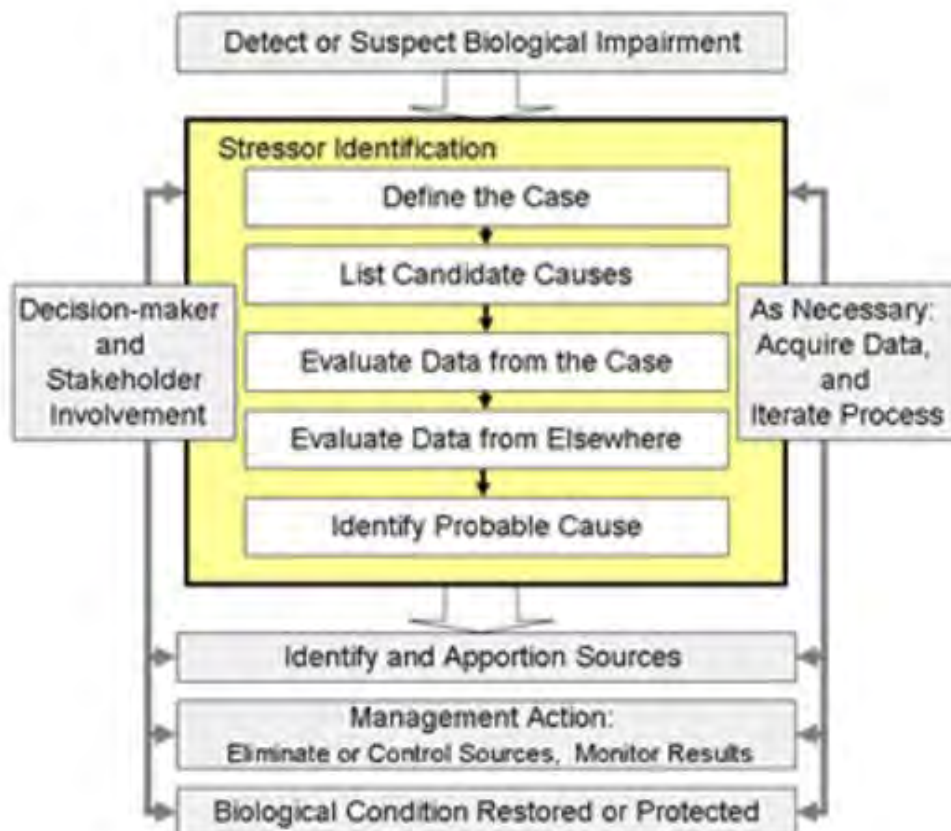 Detect or Suspect Biological Impairment
Stressor Identification
Define the Case
List Candidate Causes
Evaluate Data from the Case
Evaluate Data from Elsewhere
Identify Probable Cause
Decision-maker
and
Stakeholder
Involvement
As Necessary:
Acquire Data,
and
Iterate Process
Identify and Apportion Sources
Management Action:
Eliminate or Control Sources, Monitor Results
Biological Condition Restored or Protected